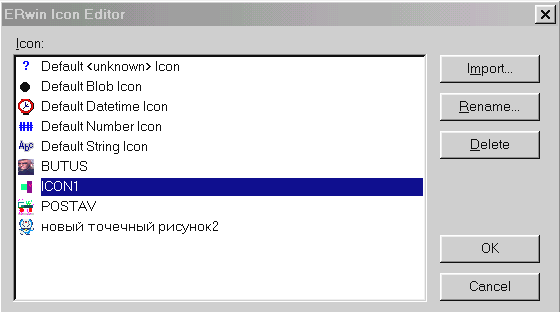 ERwin Icon Editor
Icon:
? Default <unknown> Icon
Default Blob Icon
Default Datetime Icon
### Default Number Icon
ABC Default String Icon
BUTUS
ICON1
POSTAV
новый точечный рисунок2
Import...
Rename...
Delete
OK
Cancel